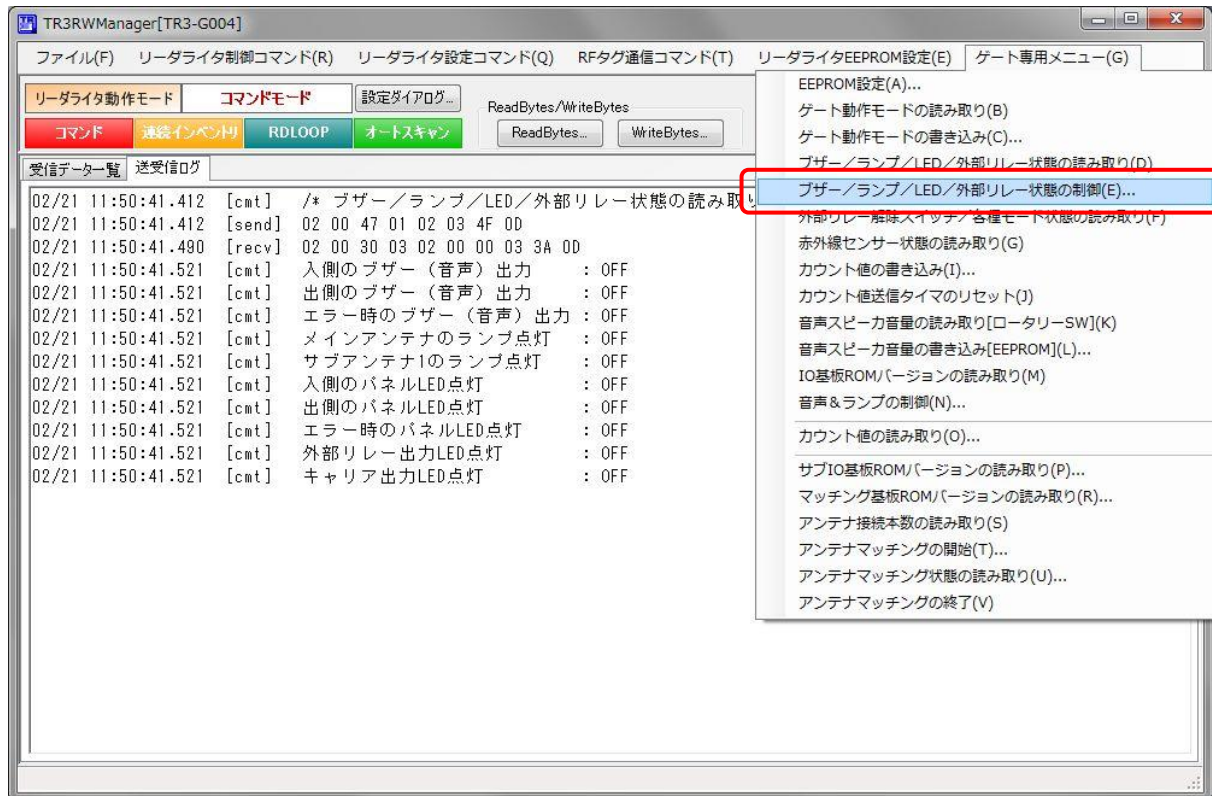 TR3RWManager[TR3-G004]
ファイル(F) リーダライタ制御コマンド(R) リーダライタ設定コマンド(Q) RFタグ通信コマンド(T) リーダライタEEPROM設定(E) ゲート専用メニュー(G)
リーダライタ動作モード コマンドモード 設定ダイアログ... ReadBytes/WriteBytes
コマンド 連続インベントリ RDLOOP オートスキャン ReadBytes... WriteBytes...
受信データ一覧 送受信ログ
02/21 11:50:41.412 [cmt] /* ブザー/ランプ/LED/外部リレー状態の読み取り
02/21 11:50:41.412 [send] 02 00 47 01 02 03 4F 0D
02/21 11:50:41.490 [recv] 02 00 30 03 02 00 00 03 3A 0D
02/21 11:50:41.521 [cmt] 入側のブザー（音声）出力 : OFF
02/21 11:50:41.521 [cmt] 出側のブザー（音声）出力 : OFF
02/21 11:50:41.521 [cmt] エラー時のブザー（音声）出力 : OFF
02/21 11:50:41.521 [cmt] メインアンテナのランプ点灯 : OFF
02/21 11:50:41.521 [cmt] サブアンテナ1のランプ点灯 : OFF
02/21 11:50:41.521 [cmt] 入側のパネルLED点灯 : OFF
02/21 11:50:41.521 [cmt] 出側のパネルLED点灯 : OFF
02/21 11:50:41.521 [cmt] エラー時のパネルLED点灯 : OFF
02/21 11:50:41.521 [cmt] 外部リレー出力LED点灯 : OFF
02/21 11:50:41.521 [cmt] キャリア出力LED点灯 : OFF
EEPROM設定(A)...
ゲート動作モードの読み取り(B)
ゲート動作モードの書き込み(C)...
ブザー/ランプ/LED/外部リレー状態の読み取り(D)
ブザー/ランプ/LED/外部リレー状態の制御(E)...
外部リレー解除スイッチ/各種モード状態の読み取り(F)
赤外線センサー状態の読み取り(G)
カウント値の書き込み(I)...
カウント値送信タイマのリセット(J)
音声スピーカ音量の読み取り[ロータリーSW](K)
音声スピーカ音量の書き込み[EEPROM](L)...
IO基板ROMバージョンの読み取り(M)
音声&ランプの制御(N)...
カウント値の読み取り(O)...
サブIO基板ROMバージョンの読み取り(P)...
マッチング基板ROMバージョンの読み取り(R)...
アンテナ接続本数の読み取り(S)
アンテナマッチングの開始(T)...
アンテナマッチング状態の読み取り(U)...
アンテナマッチングの終了(V)